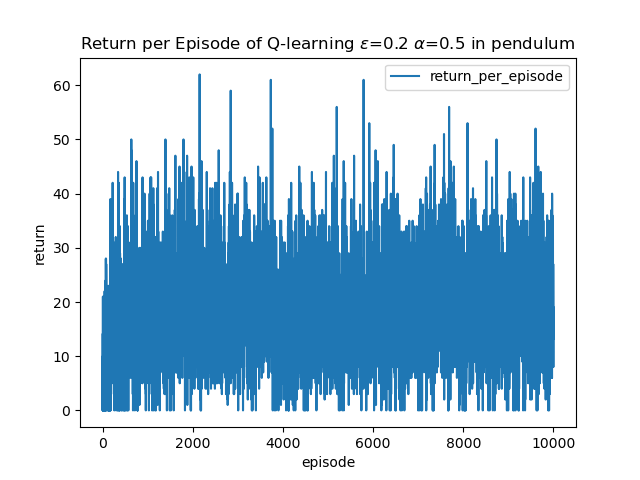 Return per Episode of Q-learning ε=0.2 α=0.5 in pendulum
return_per_episode
60
50
40
30
20
10
0
return
0 2000 4000 6000 8000 10000
episode